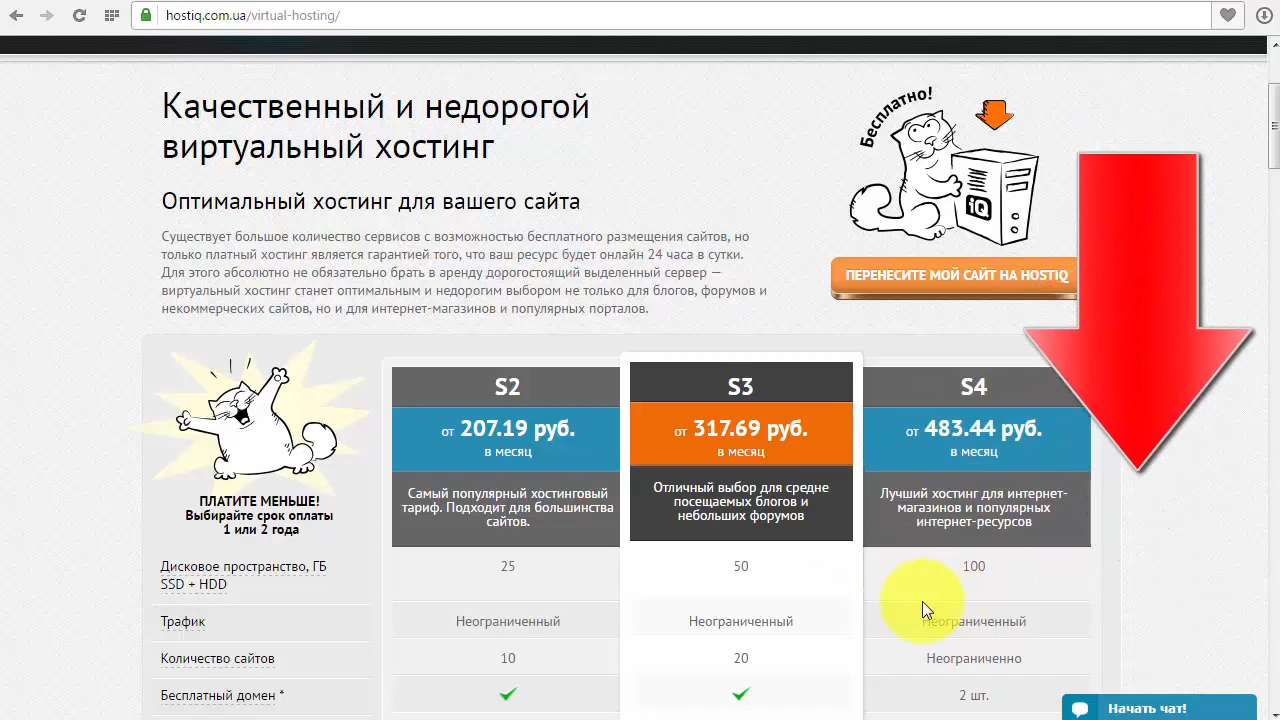 hostiq.com.ua/virtual-hosting/
Качественный и недорогой
виртуальный хостинг
Бесплатно!
iQ
Оптимальный хостинг для вашего сайта
Существует большое количество сервисов с возможностью бесплатного размещения сайтов, но
только платный хостинг является гарантией того, что ваш ресурс будет онлайн 24 часа в сутки.
Для этого абсолютно не обязательно брать в аренду дорогостоящий выделенный сервер —
виртуальный хостинг станет оптимальным и недорогим выбором не только для блогов, форумов и
некоммерческих сайтов, но и для интернет-магазинов и популярных порталов.
ПЕРЕНЕСИТЕ МОЙ САЙТ НА HOSTIQ
ПЛАТИТЕ МЕНЬШЕ!
Выбирайте срок оплаты
1 или 2 года
S2
от 207.19 руб.
в месяц
Самый популярный хостинговый
тариф. Подходит для большинства
сайтов.
S3
от 317.69 руб.
в месяц
Отличный выбор для средне
посещаемых блогов и
небольших форумов
S4
от 483.44 руб.
в месяц
Лучший хостинг для интернет-
магазинов и популярных
интернет-ресурсов
Дисковое пространство, ГБ
SSD + HDD
25 50 100
Трафик Неограниченный Неограниченный Неограниченный
Количество сайтов 10 20 Неограниченно
Бесплатный домен * 2 шт.
Начать чат!